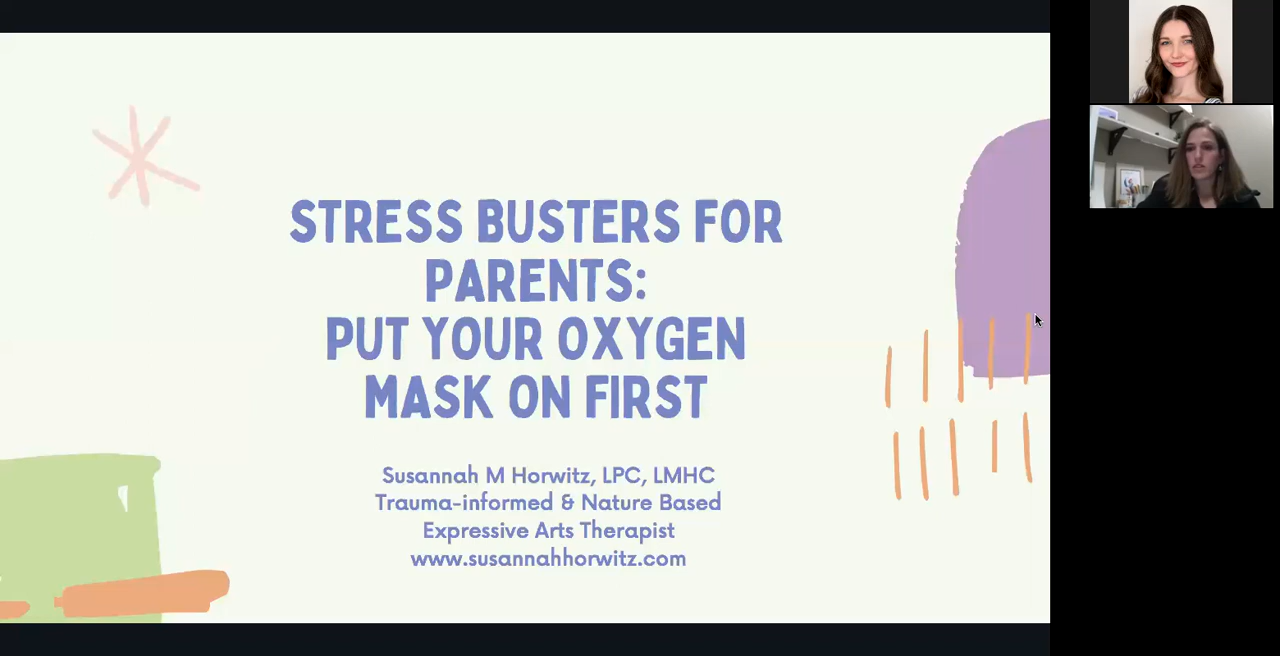 STRESS BUSTERS FOR
PARENTS:
PUT YOUR OXYGEN
MASK ON FIRST
Susannah M Horwitz, LPC, LMHC
Trauma-informed & Nature Based
Expressive Arts Therapist
www.susannahhorwitz.com